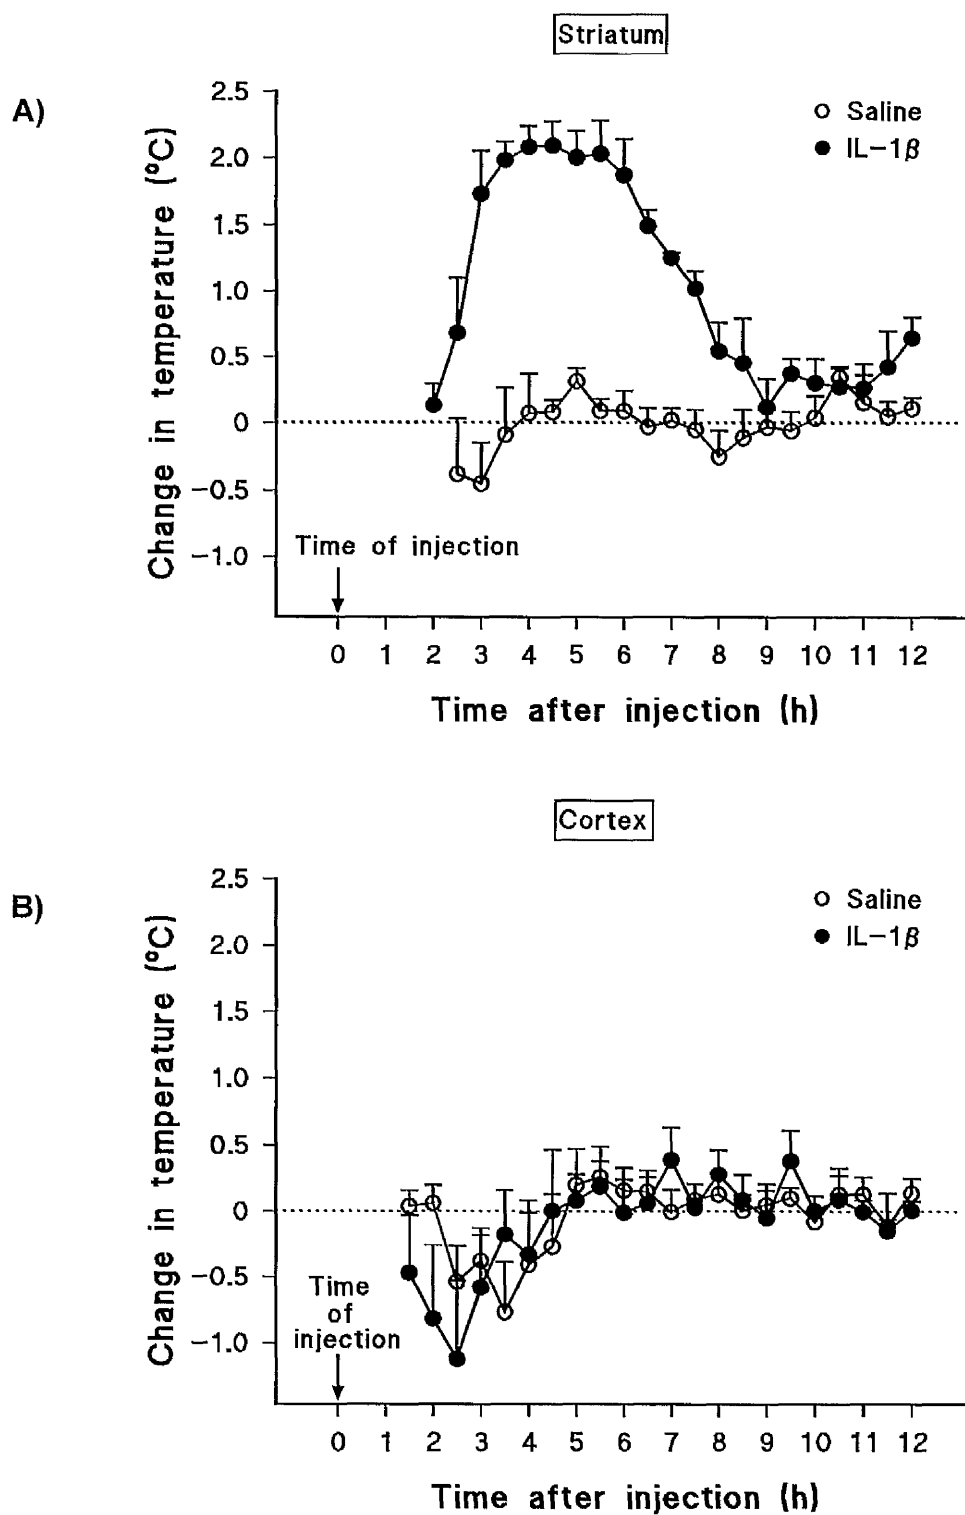 Striatum
A)
Saline
IL-1β
Change in temperature (°C)
2.5
2.0
1.5
1.0
0.5
0
-0.5
-1.0
Time of injection
0 1 2 3 4 5 6 7 8 9 10 11 12
Time after injection (h)
Cortex
B)
Saline
IL-1β
Change in temperature (°C)
2.5
2.0
1.5
1.0
0.5
0
-0.5
-1.0
Time
of
injection
0 1 2 3 4 5 6 7 8 9 10 11 12
Time after injection (h)